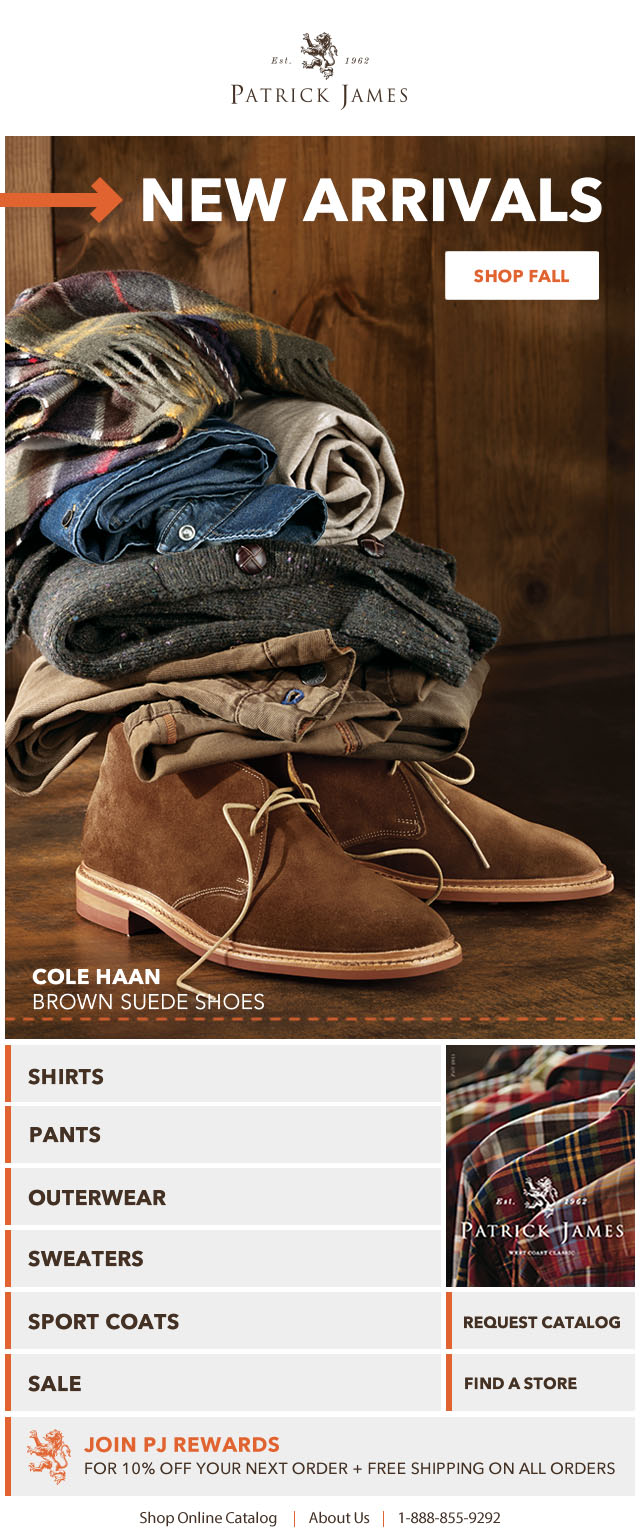 Est. 1962
PATRICK JAMES
NEW ARRIVALS
SHOP FALL
COLE HAAN
BROWN SUEDE SHOES
SHIRTS
PANTS
OUTERWEAR
SWEATERS
SPORT COATS
SALE
Est. 1962
PATRICK JAMES
WEST COAST CLASSIC
REQUEST CATALOG
FIND A STORE
JOIN PJ REWARDS
FOR 10% OFF YOUR NEXT ORDER + FREE SHIPPING ON ALL ORDERS
Shop Online Catalog | About Us | 1-888-855-9292